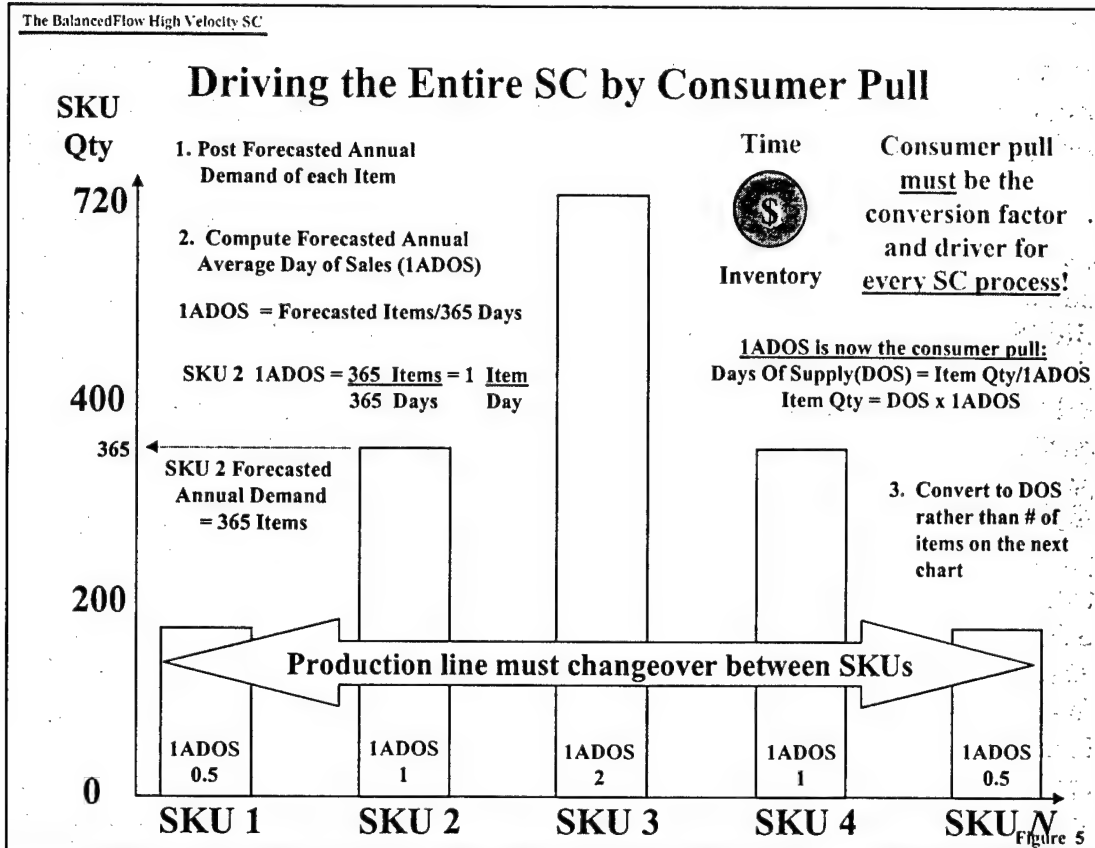 The BalancedFlow High Velocity SC
Driving the Entire SC by Consumer Pull
SKU
Qty
720
400
365
200
0
1. Post Forecasted Annual
Demand of each Item
2. Compute Forecasted Annual
Average Day of Sales (1ADOS)
1ADOS = Forecasted Items/365 Days
SKU 2 1ADOS = 365 Items = 1 Item
365 Days Day
SKU 2 Forecasted
Annual Demand
= 365 Items
Time
$
Inventory
Consumer pull
must be the
conversion factor
and driver for
every SC process!
1ADOS is now the consumer pull:
Days Of Supply(DOS) = Item Qty/1ADOS
Item Qty = DOS x 1ADOS
3. Convert to DOS
rather than # of
items on the next
chart
Production line must changeover between SKUs
1ADOS
0.5
1ADOS
1
1ADOS
2
1ADOS
1
1ADOS
0.5
SKU 1 SKU 2 SKU 3 SKU 4 SKU N
Figure 5